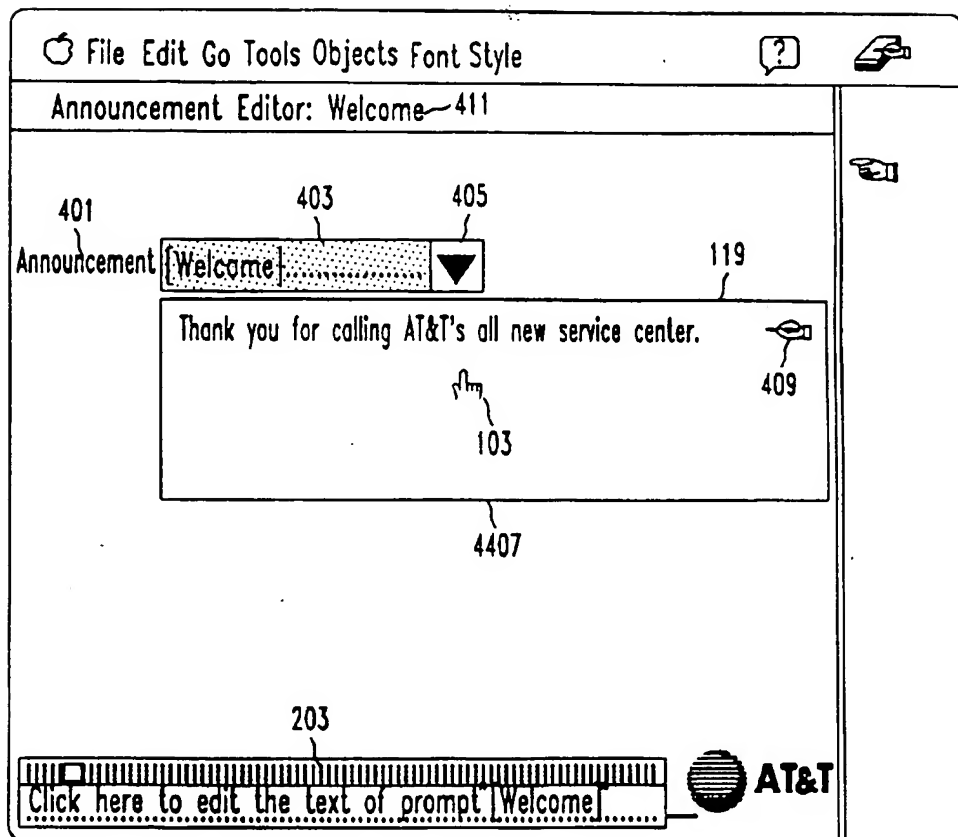 File Edit Go Tools Objects Font Style ?
Announcement Editor: Welcome 411
401 403 405
Announcement [Welcome]
119
Thank you for calling AT&T's all new service center.
409
103
4407
203
Click here to edit the text of prompt "[Welcome]"
AT&T